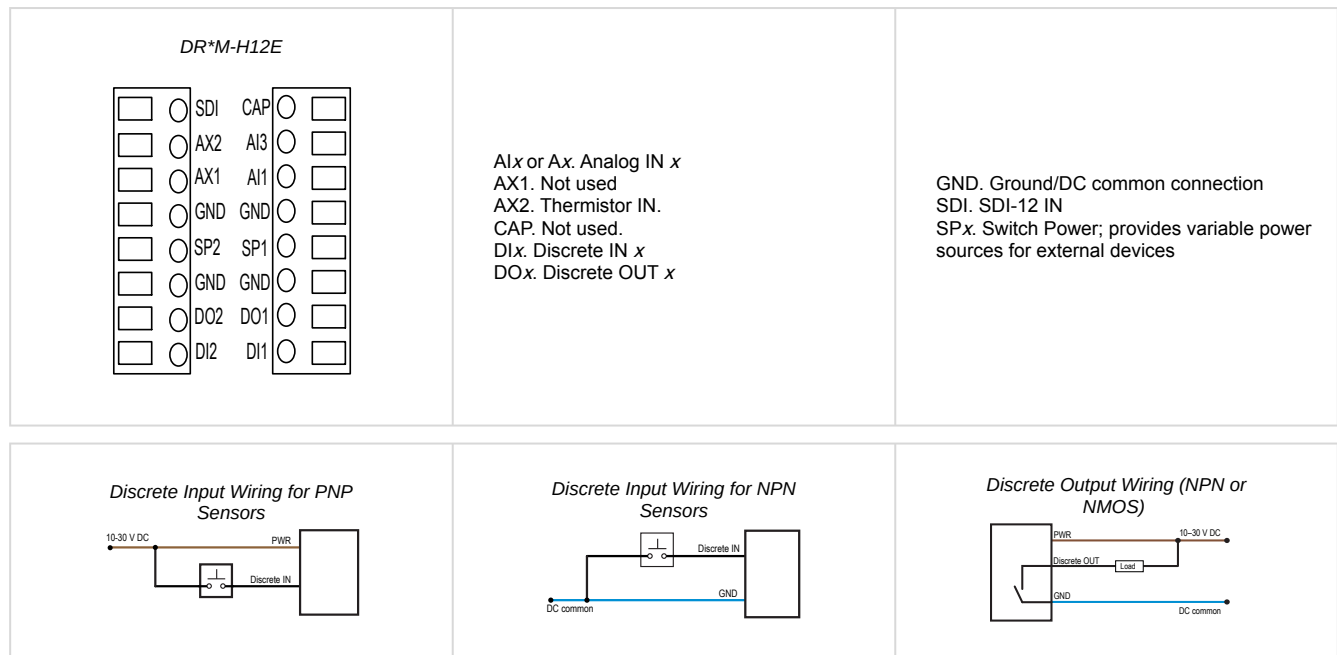 DR*M-H12E
SDI CAP
AX2 AI3
AX1 AI1
GND GND
SP2 SP1
GND GND
DO2 DO1
DI2 DI1
AIx or Ax. Analog IN x
AX1. Not used
AX2. Thermistor IN.
CAP. Not used.
DIx. Discrete IN x
DOx. Discrete OUT x
GND. Ground/DC common connection
SDI. SDI-12 IN
SPx. Switch Power; provides variable power
sources for external devices
Discrete Input Wiring for PNP
Sensors
10-30 V DC
PWR
Discrete IN
Discrete Input Wiring for NPN
Sensors
Discrete IN
GND
DC common
Discrete Output Wiring (NPN or
NMOS)
PWR
10–30 V DC
Discrete OUT
Load
GND
DC common